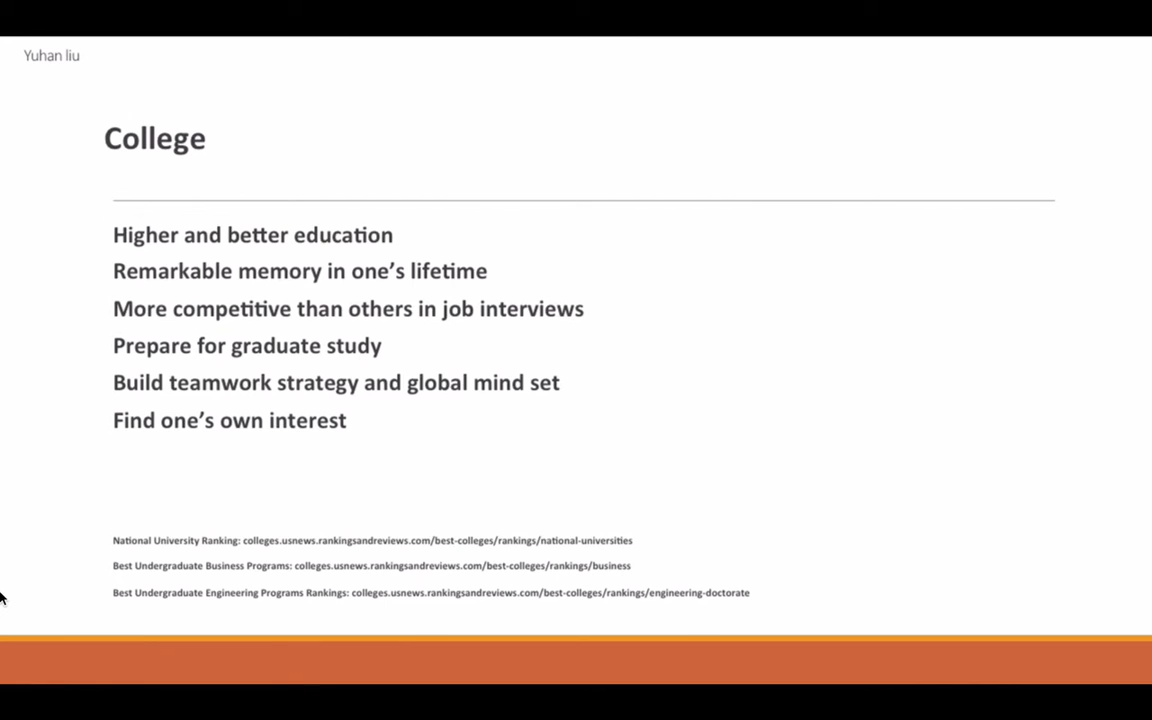 Yuhan liu
College
Higher and better education
Remarkable memory in one’s lifetime
More competitive than others in job interviews
Prepare for graduate study
Build teamwork strategy and global mind set
Find one’s own interest
National University Ranking: colleges.usnews.rankingsandreviews.com/best-colleges/rankings/national-universities
Best Undergraduate Business Programs: colleges.usnews.rankingsandreviews.com/best-colleges/rankings/business
Best Undergraduate Engineering Programs Rankings: colleges.usnews.rankingsandreviews.com/best-colleges/rankings/engineering-doctorate